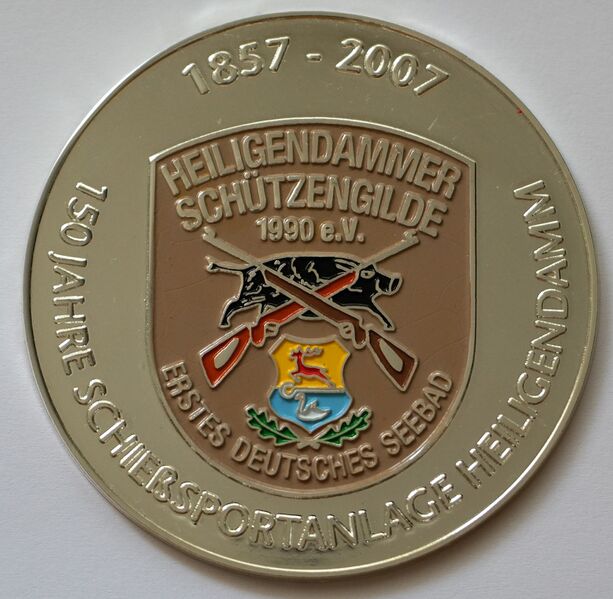 1857 - 2007
HEILIGENDAMMER
SCHÜTZENGILDE
1990 e.V.
ERSTES DEUTSCHES SEEBAD
150 JAHRE SCHIEßSPORTANLAGE HEILIGENDAMM